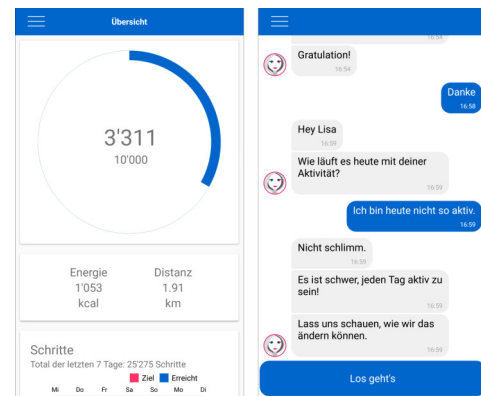 Übersicht
3'311
10'000
Energie
Distanz
1'053
1.91
kcal
km
Schritte
Total der letzten 7 Tage: 25'275 Schritte
Ziel
Erreicht
Mi Do Fr Sa So Mo Di
16:54
Gratulation!
16:54
Danke
16:58
Hey Lisa
16:59
Wie läuft es heute mit deiner
Aktivität?
16:59
Ich bin heute nicht so aktiv.
16:59
Nicht schlimm.
16:59
Es ist schwer, jeden Tag aktiv zu
sein!
16:59
Lass uns schauen, wie wir das
ändern können.
16:59
Los geht's